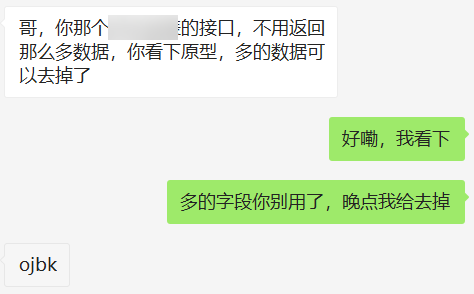 哥，你那个的接口，不用返回
那么多数据，你看下原型，多的数据可
以去掉了
好嘞，我看下
多的字段你别用了，晚点我给去掉
ojbk